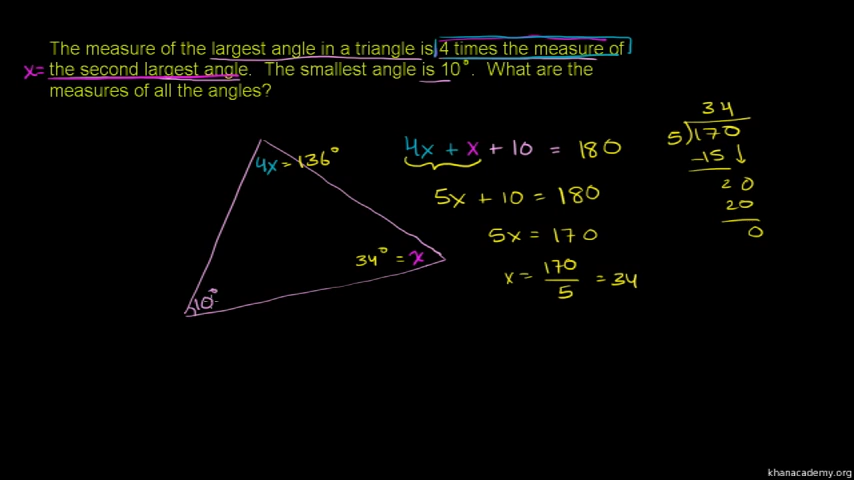 The measure of the largest angle in a triangle is 4 times the measure of
x= the second largest angle. The smallest angle is 10°. What are the
measures of all the angles?
34
5)170
-15
20
20
0
4x + x + 10 = 180
4x = 136°
5x + 10 = 180
5x = 170
34° = x
x = 170/5 = 34
10°
khanacademy.org